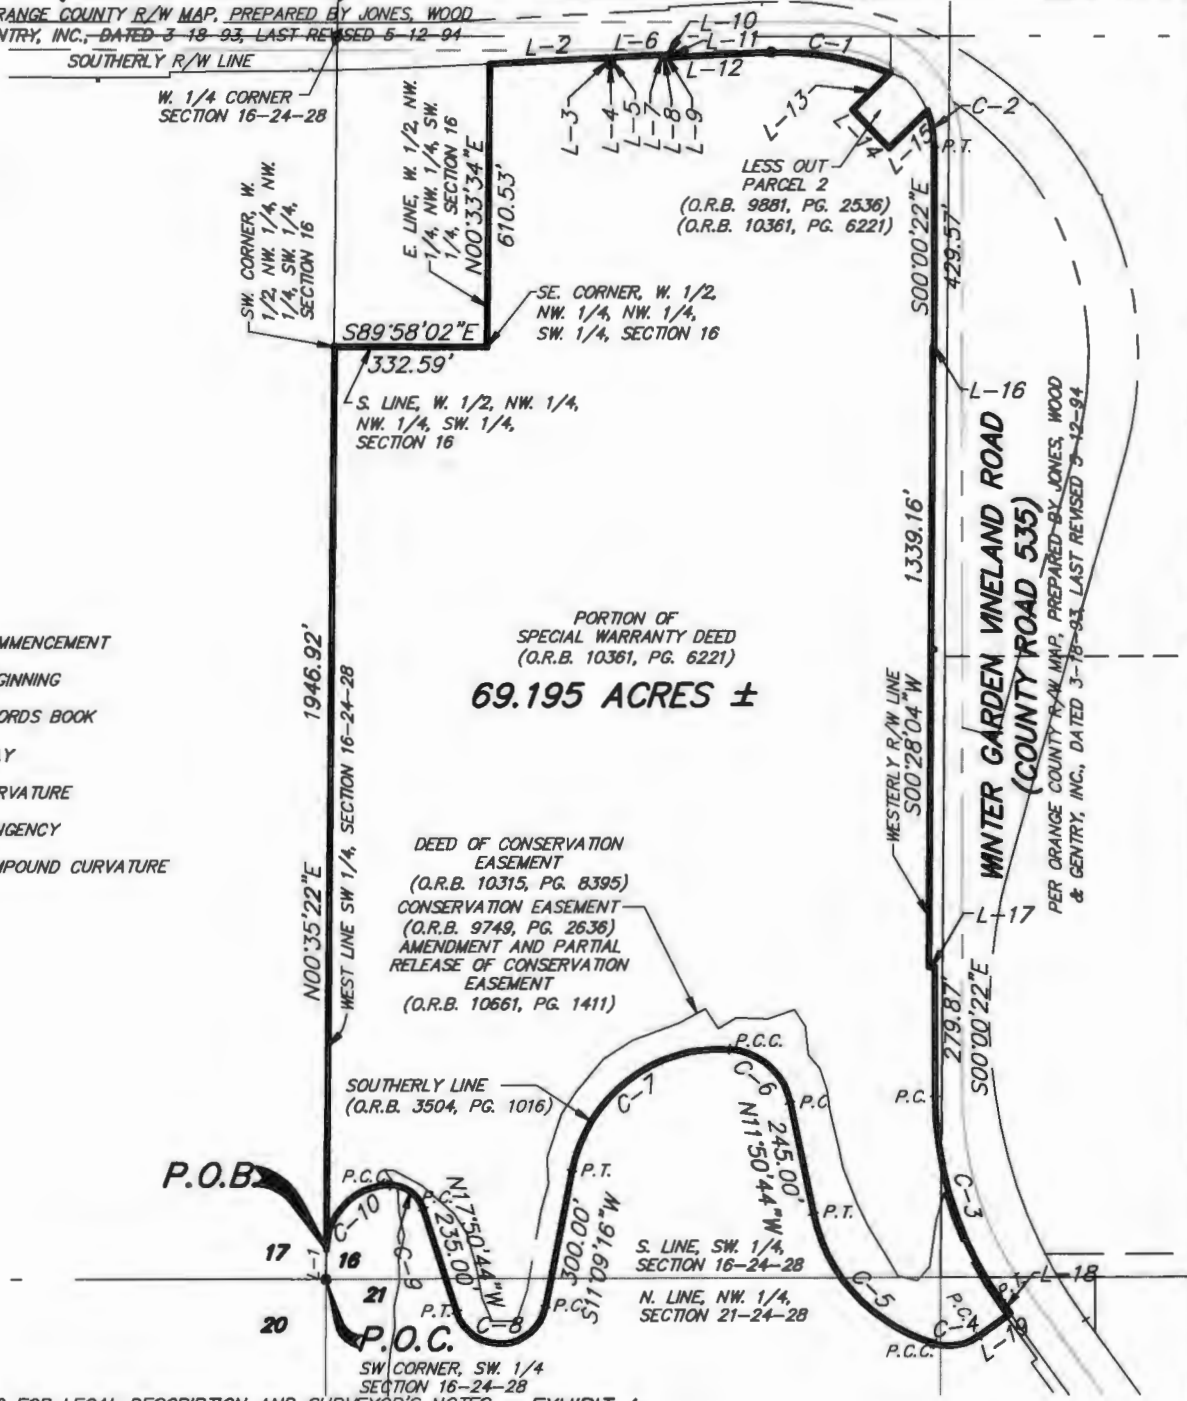 RANGE COUNTY R/W MAP, PREPARED BY JONES, WOOD
NTRY, INC., DATED 3-18-93, LAST REVISED 5-12-94
SOUTHERLY R/W LINE
W. 1/4 CORNER
SECTION 16-24-28
L-2
L-6
L-10
L-11
L-12
C-1
L-3
L-4
L-5
L-7
L-8
L-9
L-13
L-14
L-15
C-2
P.T.
LESS OUT
PARCEL 2
(O.R.B. 9881, PG. 2536)
(O.R.B. 10361, PG. 6221)
SW. CORNER, W.
1/2, NW. 1/4, NW.
1/4, SW. 1/4,
SECTION 16
E. LINE, W. 1/2, NW.
1/4, NW. 1/4, SW.
1/4, SECTION 16
N00°33'34"E
610.53'
S00°00'22"E
429.57'
SE. CORNER, W. 1/2,
NW. 1/4, NW. 1/4,
SW. 1/4, SECTION 16
S89°58'02"E
332.59'
S. LINE, W. 1/2, NW. 1/4,
NW. 1/4, SW. 1/4,
SECTION 16
L-16
1339.16'
WINTER GARDEN VINELAND ROAD
(COUNTY ROAD 535)
PER ORANGE COUNTY R/W MAP, PREPARED BY JONES, WOOD
& GENTRY, INC., DATED 3-18-93, LAST REVISED 5-12-94
PORTION OF
SPECIAL WARRANTY DEED
(O.R.B. 10361, PG. 6221)
69.195 ACRES ±
MMENCEMENT
GINNING
ORDS BOOK
AY
RVATURE
NGENCY
MPOUND CURVATURE
1946.92'
N00°35'22"E
WEST LINE SW 1/4, SECTION 16-24-28
WESTERLY R/W LINE
S00°28'04"W
L-17
DEED OF CONSERVATION
EASEMENT
(O.R.B. 10315, PG. 8395)
CONSERVATION EASEMENT
(O.R.B. 9749, PG. 2636)
AMENDMENT AND PARTIAL
RELEASE OF CONSERVATION
EASEMENT
(O.R.B. 10661, PG. 1411)
279.87'
S00°00'22"E
P.C.
SOUTHERLY LINE
(O.R.B. 3504, PG. 1016)
C-7
P.C.C.
C-6
P.C.
N11°50'44"W
245.00'
P.T.
P.O.B.
P.C.C.
C-10
P.C.
C-9
N17°50'44"W
235.00'
P.T.
C-8
P.C.
P.T.
300.00'
S11°09'16"W
C-3
17
16
L-1
21
20
P.O.C.
SW CORNER, SW. 1/4
SECTION 16-24-28
S. LINE, SW. 1/4,
SECTION 16-24-28
N. LINE, NW. 1/4,
SECTION 21-24-28
C-5
P.C.C.
C-4
P.C.
P.T.
L-18
L-19